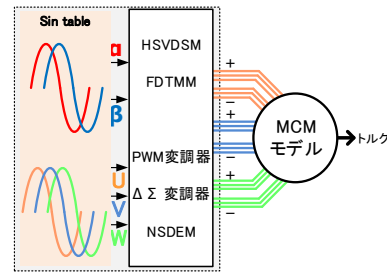 Sin table
α
β
U
V
W
HSVDSM
FDTMM
PWM変調器
ΔΣ 変調器
NSDEM
+
−
+
−
+
−
MCM
モデル
トルク